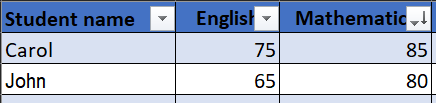 Student name English Mathematic
Carol 75 85
John 65 80